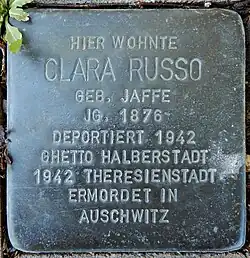 HIER WOHNTE
CLARA RUSSO
GEB. JAFFE
JG. 1876
DEPORTIERT 1942
GHETTO HALBERSTADT
1942 THERESIENSTADT
ERMORDET IN
AUSCHWITZ